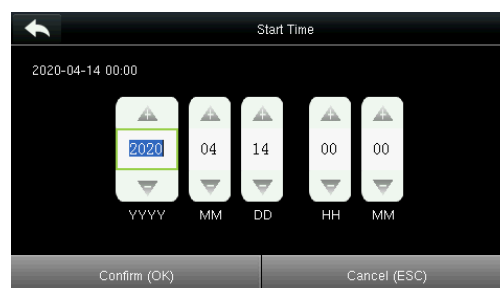 Start Time
2020-04-14 00:00
2020 04 14 00 00
YYYY MM DD HH MM
Confirm (OK) Cancel (ESC)